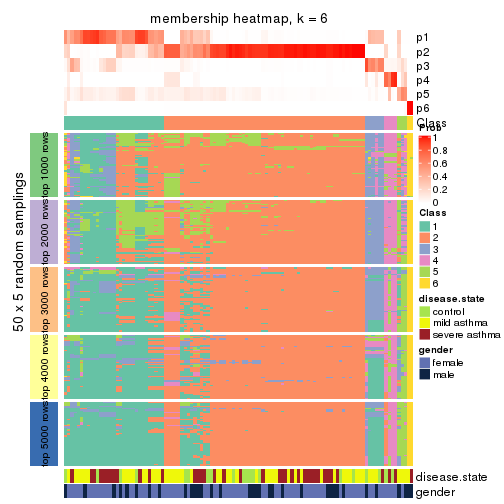 membership heatmap, k = 6
p1
p2
p3
p4
p5
p6
Class
Prob
1
0.8
0.6
0.4
0.2
0
Class
1
2
3
4
5
6
disease.state
control
mild asthma
severe asthma
gender
female
male
50 x 5 random samplings
top 1000 rows
top 2000 rows
top 3000 rows
top 4000 rows
top 5000 rows
disease.state
gender